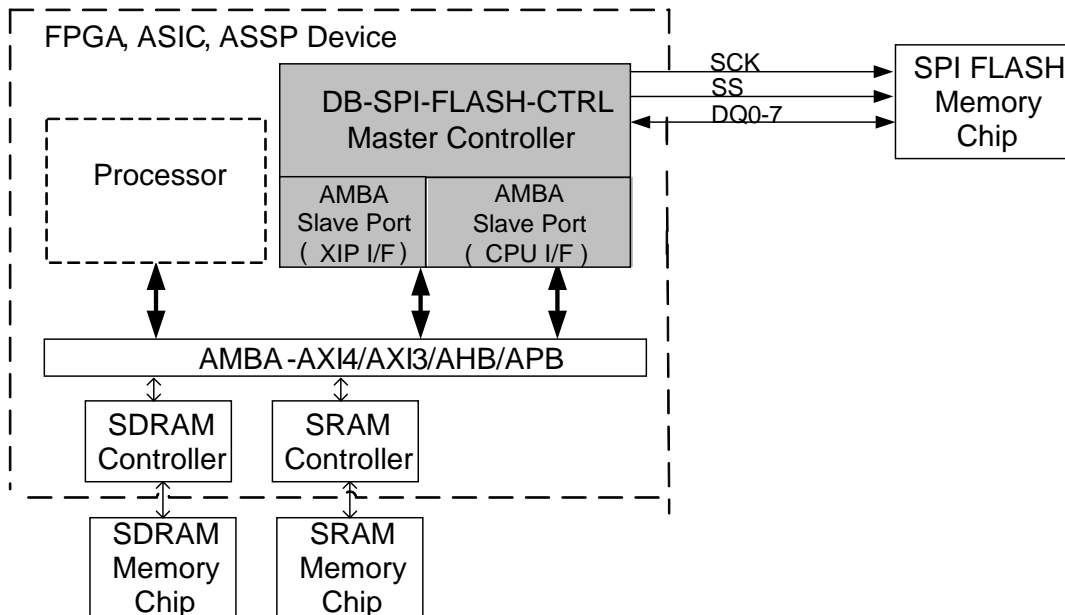 FPGA, ASIC, ASSP Device
DB-SPI-FLASH-CTRL
Master Controller
SCK
SS
DQ0-7
SPI FLASH
Memory
Chip
Processor
AMBA
Slave Port
( XIP I/F)
AMBA
Slave Port
( CPU I/F )
AMBA -AXI4/AXI3/AHB/APB
SDRAM
Controller
SRAM
Controller
SDRAM
Memory
Chip
SRAM
Memory
Chip